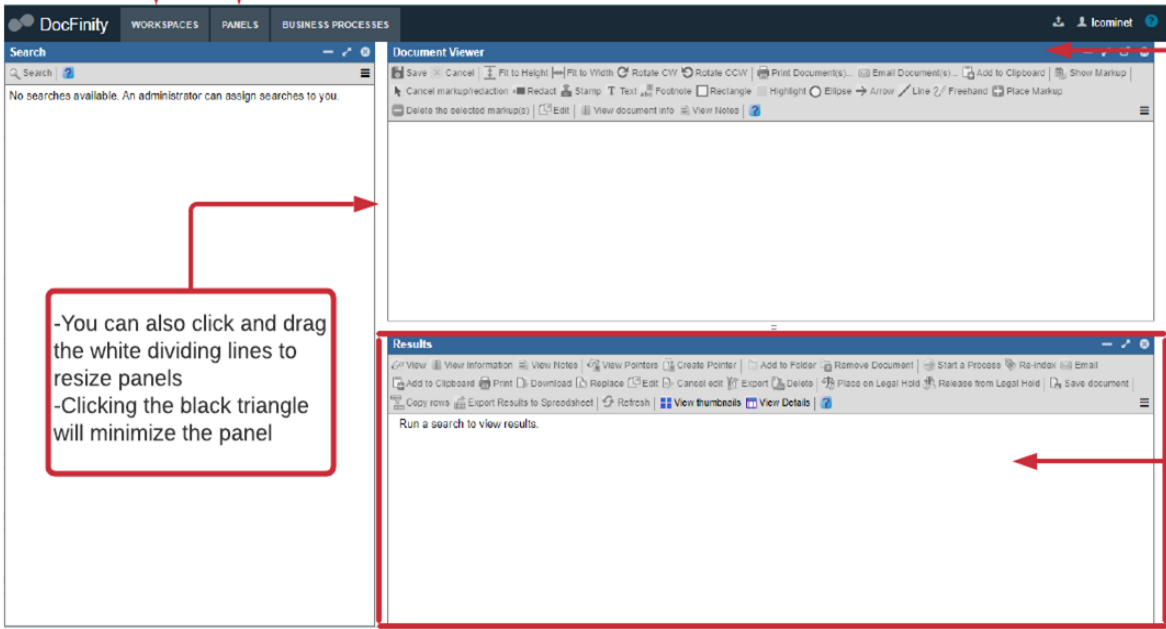 DocFinity WORKSPACES PANELS BUSINESS PROCESSES lcominet ?
Search
Search ?
No searches available. An administrator can assign searches to you.
Document Viewer
Save Cancel Fit to Height Fit to Width Rotate CW Rotate CCW Print Document(s)... Email Document(s)... Add to Clipboard Show Markup
Cancel markup/redaction Redact Stamp T Text Footnote Rectangle Highlight Ellipse Arrow Line Freehand Place Markup
Delete the selected markup(s) Edit View document info View Notes ?
-You can also click and drag
the white dividing lines to
resize panels
-Clicking the black triangle
will minimize the panel
Results
View View Information View Notes View Pointers Create Pointer Add to Folder Remove Document Start a Process Re-index Email
Add to Clipboard Print Download Replace Edit Cancel edit Export Delete Place on Legal Hold Release from Legal Hold Save document
Copy rows Export Results to Spreadsheet Refresh View thumbnails View Details ?
Run a search to view results.